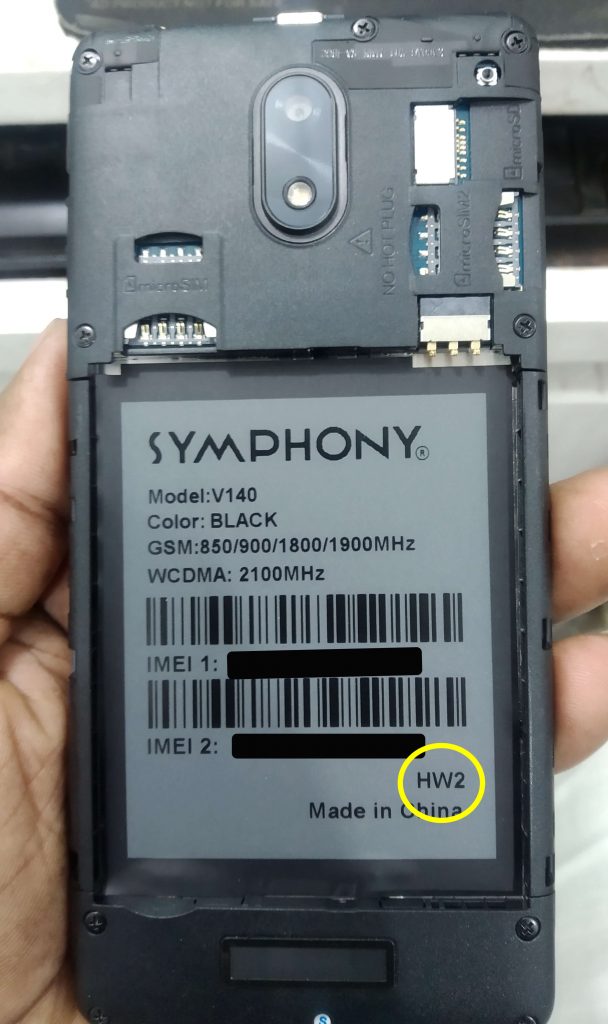 microSD
microSIM2
NO HOT PLUG
microSIM
SYMPHONY®
Model:V140
Color: BLACK
GSM:850/900/1800/1900MHz
WCDMA: 2100MHz
IMEI 1:
IMEI 2:
HW2
Made in China
S